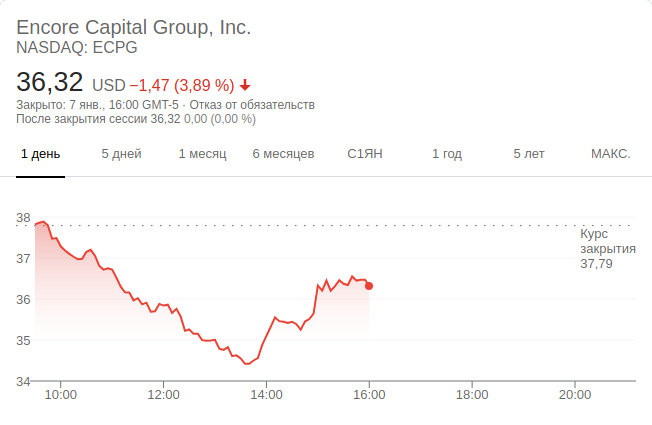 Encore Capital Group, Inc.
NASDAQ: ECPG
36,32 USD −1,47 (3,89 %)
Закрыто: 7 янв., 16:00 GMT-5 · Отказ от обязательств
После закрытия сессии 36,32 0,00 (0,00 %)
1 день 5 дней 1 месяц 6 месяцев С1ЯН 1 год 5 лет МАКС.
38
Курс
закрытия
37,79
37
36
35
34
10:00 12:00 14:00 16:00 18:00 20:00